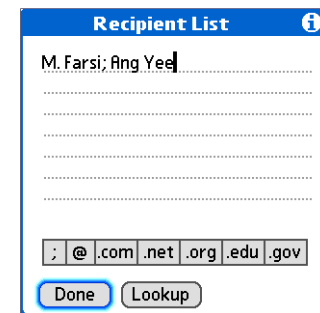 Recipient List i
M. Farsi; Ang Yee
; @ .com .net .org .edu .gov
Done Lookup